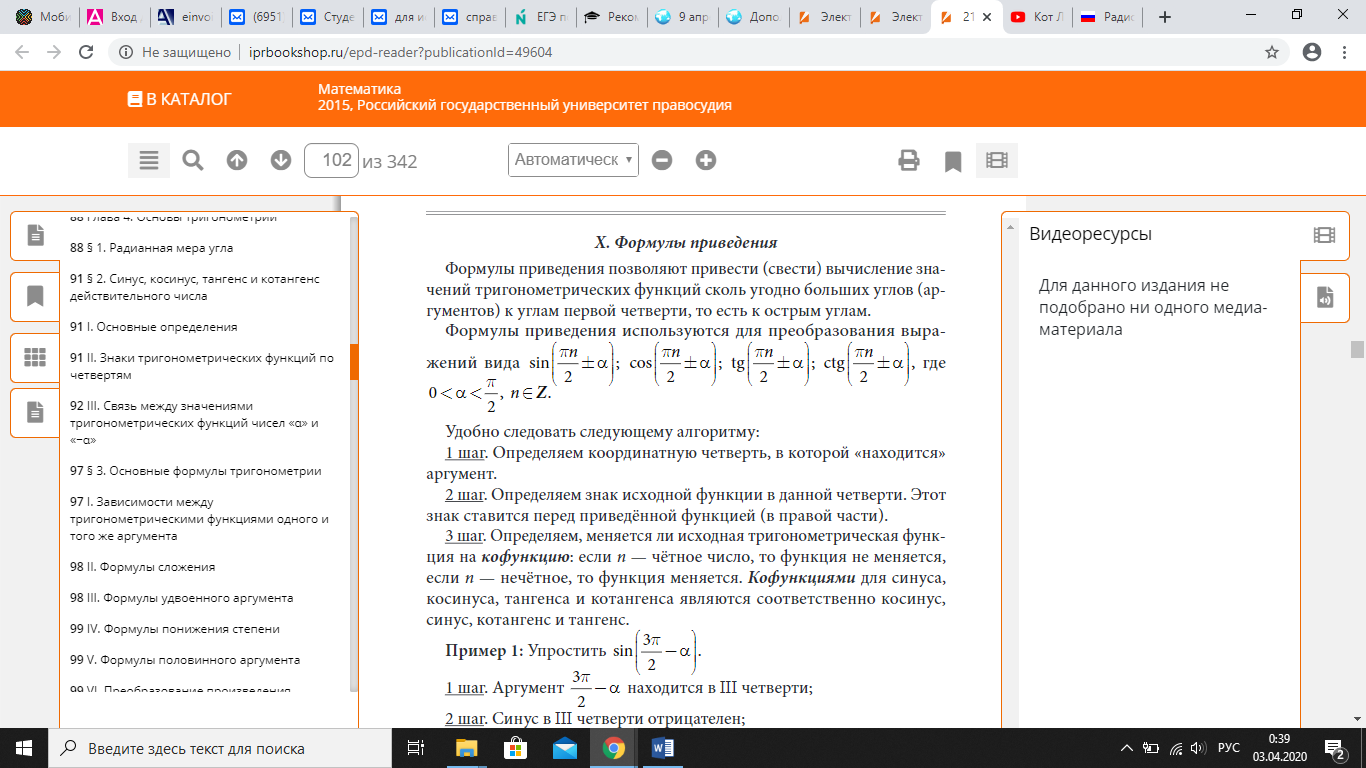 Моби
Вход
einvo
(6951
Студе
для и
справ
ЕГЭ п
Реком
9 апр
Допо
Элект
Элект
21
Кот Л
Радис
Не защищено | iprbookshop.ru/epd-reader?publicationId=49604
В КАТАЛОГ
Математика
2015, Российский государственный университет правосудия
102 из 342
Автоматическ
88 Глава 4. Основы тригонометрии
88 § 1. Радианная мера угла
91 § 2. Синус, косинус, тангенс и котангенс
действительного числа
91 I. Основные определения
91 II. Знаки тригонометрических функций по
четвертям
92 III. Связь между значениями
тригонометрических функций чисел «α» и
«−α»
97 § 3. Основные формулы тригонометрии
97 I. Зависимости между
тригонометрическими функциями одного и
того же аргумента
98 II. Формулы сложения
98 III. Формулы удвоенного аргумента
99 IV. Формулы понижения степени
99 V. Формулы половинного аргумента
99 VI. Преобразование произведения
X. Формулы приведения
Формулы приведения позволяют привести (свести) вычисление зна-
чений тригонометрических функций сколь угодно больших углов (ар-
гументов) к углам первой четверти, то есть к острым углам.
Формулы приведения используются для преобразования выра-
жений вида sin(πn/2 ± α); cos(πn/2 ± α); tg(πn/2 ± α); ctg(πn/2 ± α), где
0 < α < π/2, n ∈ Z.
Удобно следовать следующему алгоритму:
1 шаг. Определяем координатную четверть, в которой «находится»
аргумент.
2 шаг. Определяем знак исходной функции в данной четверти. Этот
знак ставится перед приведённой функцией (в правой части).
3 шаг. Определяем, меняется ли исходная тригонометрическая функ-
ция на кофункцию: если n — чётное число, то функция не меняется,
если n — нечётное, то функция меняется. Кофункциями для синуса,
косинуса, тангенса и котангенса являются соответственно косинус,
синус, котангенс и тангенс.
Пример 1: Упростить sin(3π/2 − α).
1 шаг. Аргумент 3π/2 − α находится в III четверти;
2 шаг. Синус в III четверти отрицателен;
Видеоресурсы
Для данного издания не
подобрано ни одного медиа-
материала
Введите здесь текст для поиска
РУС
0:39
03.04.2020
2